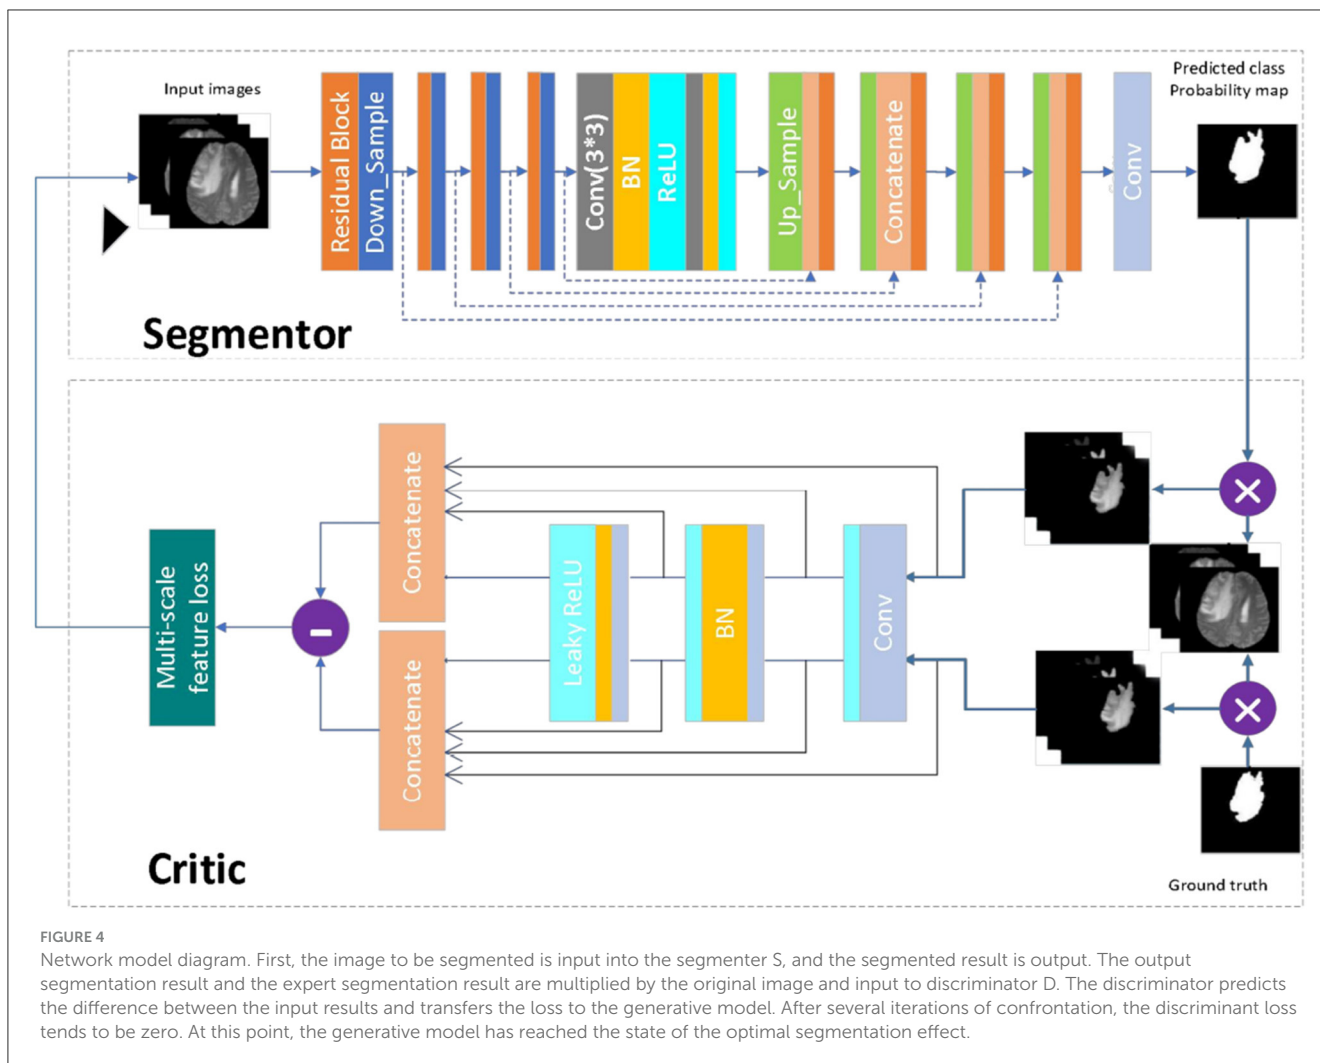 Input images
Predicted class
Probability map
Residual Block
Down_Sample
Conv(3*3)
BN
ReLU
Up_Sample
Concatenate
Conv
Segmentor
Concatenate
Concatenate
Multi-scale
feature loss
Leaky ReLU
BN
Conv
Critic
Ground truth
FIGURE 4
Network model diagram. First, the image to be segmented is input into the segmenter S, and the segmented result is output. The output
segmentation result and the expert segmentation result are multiplied by the original image and input to discriminator D. The discriminator predicts
the difference between the input results and transfers the loss to the generative model. After several iterations of confrontation, the discriminant loss
tends to be zero. At this point, the generative model has reached the state of the optimal segmentation effect.